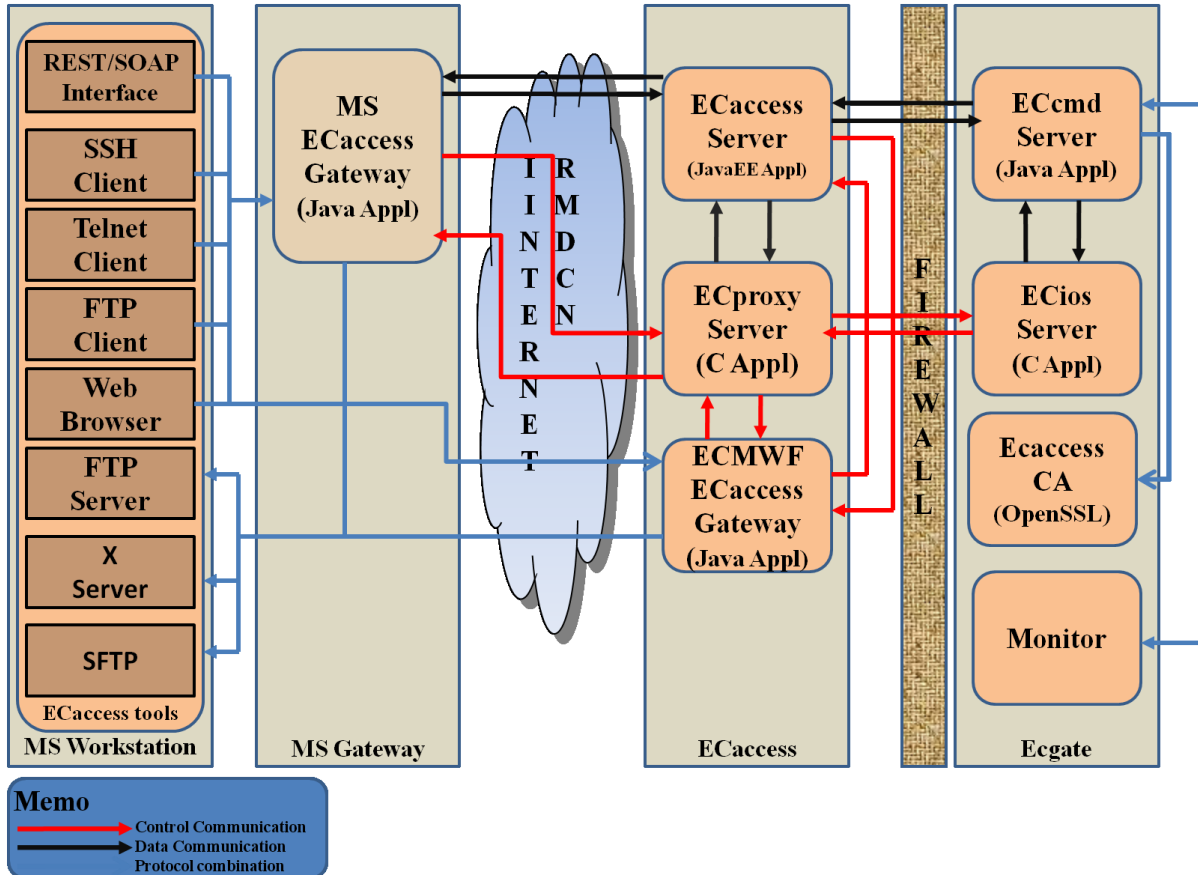 REST/SOAP
Interface
SSH
Client
Telnet
Client
FTP
Client
Web
Browser
FTP
Server
X
Server
SFTP
ECaccess tools
MS Workstation
MS
ECaccess
Gateway
(Java Appl)
MS Gateway
IINTERNET
RMDCN
ECaccess
Server
(JavaEE Appl)
ECproxy
Server
(C Appl)
ECMWF
ECaccess
Gateway
(Java Appl)
ECaccess
FIREWALL
ECcmd
Server
(Java Appl)
ECios
Server
(C Appl)
Ecaccess
CA
(OpenSSL)
Monitor
Ecgate
Memo
Control Communication
Data Communication
Protocol combination